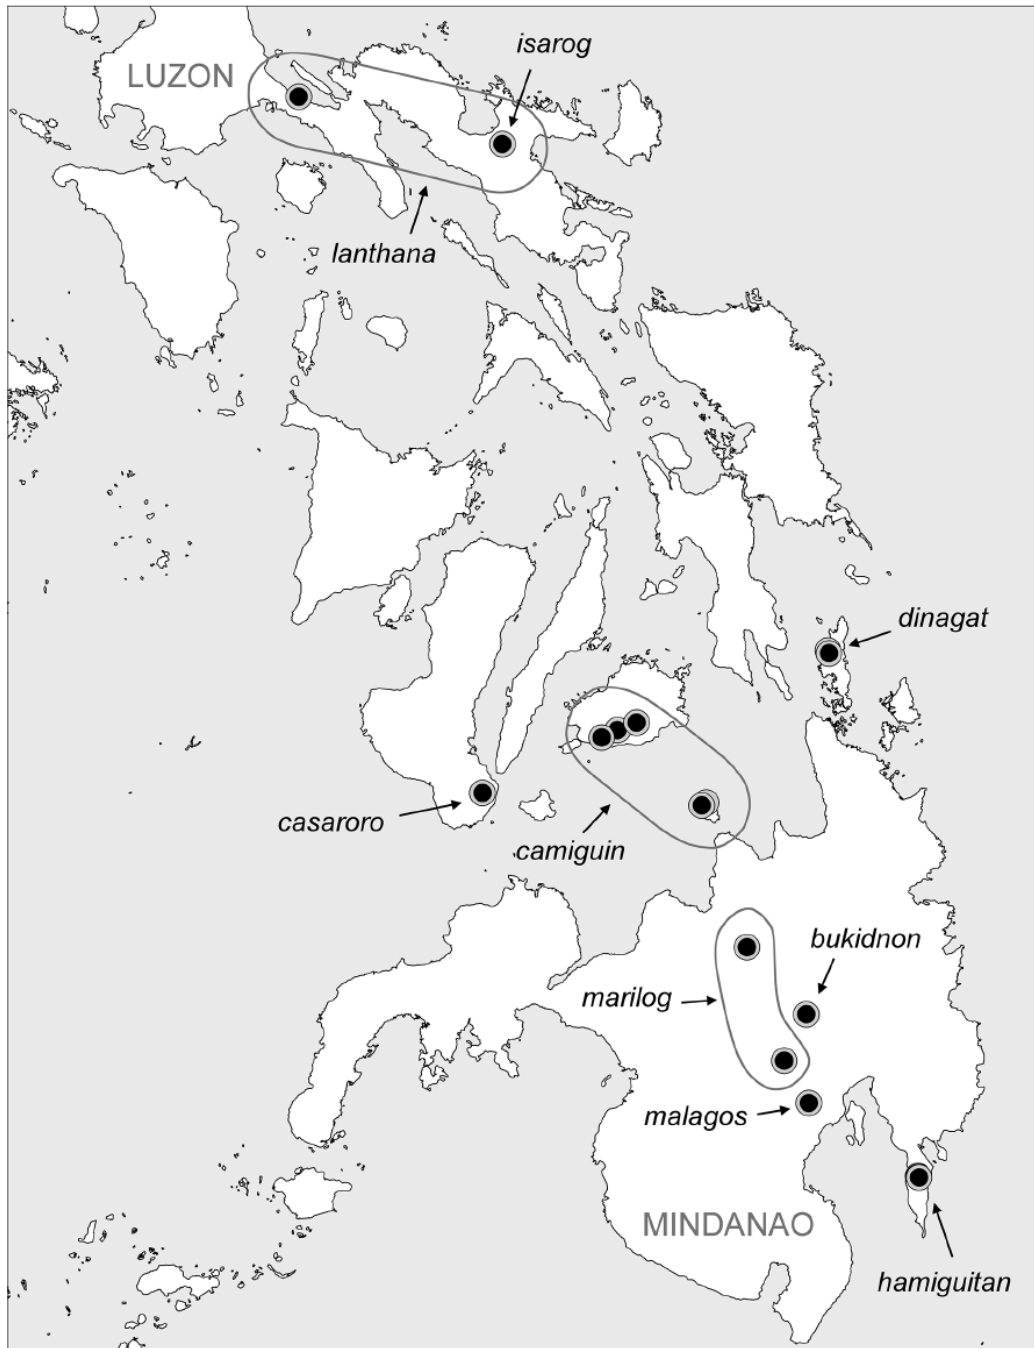 isarog
LUZON
lanthana
dinagat
casaroro
camiguin
bukidnon
marilog
malagos
MINDANAO
hamiguitan